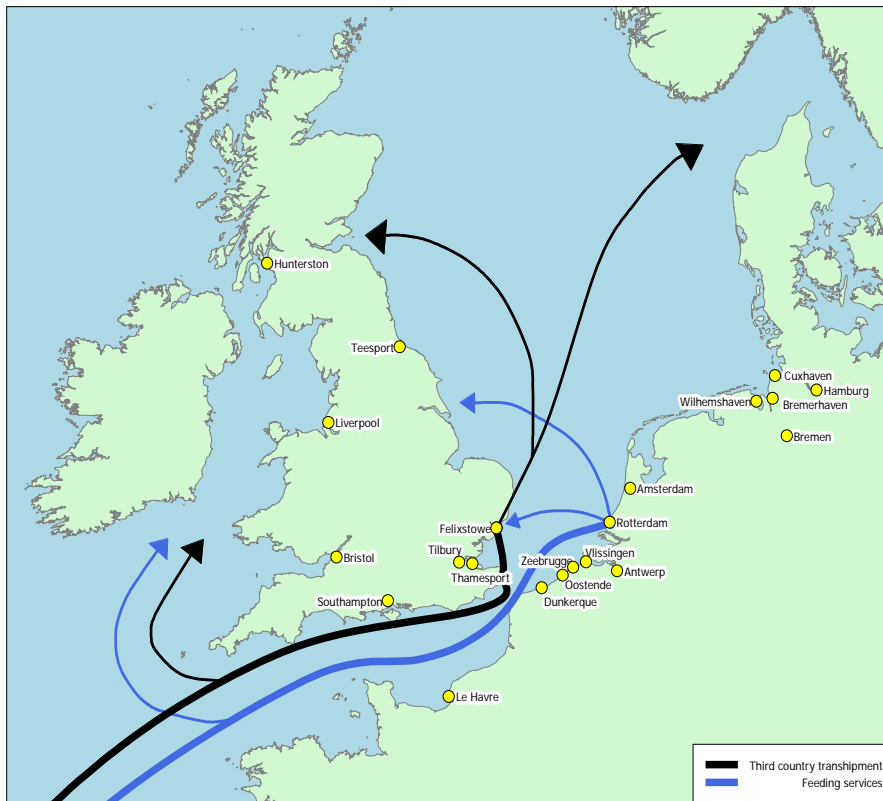 Hunterston
Teesport
Cuxhaven
Hamburg
Wilhemshaven
Bremerhaven
Liverpool
Bremen
Amsterdam
Felixstowe
Rotterdam
Tilbury
Bristol
Zeebrugge
Vlissingen
Thamesport
Antwerp
Oostende
Southampton
Dunkerque
Le Havre
Third country transhipment
Feeding services